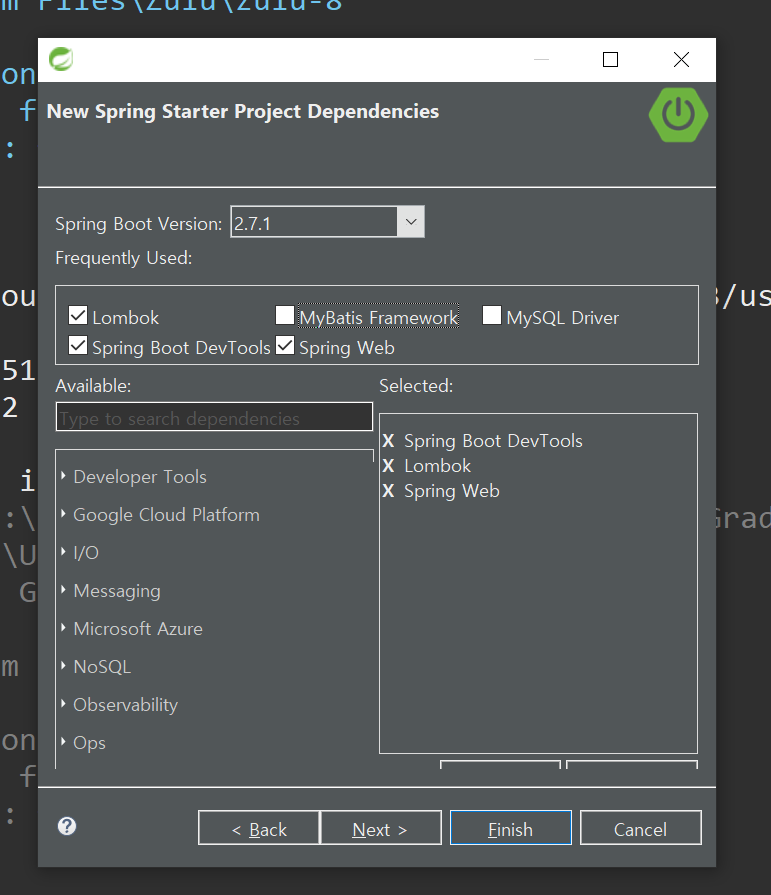 m Files\Zulu\zulu-8
on
f
:
New Spring Starter Project Dependencies
Spring Boot Version: 2.7.1
Frequently Used:
ou
3/us
Lombok MyBatis Framework MySQL Driver
Spring Boot DevTools Spring Web
51
Available: Selected:
2
Type to search dependencies
X Spring Boot DevTools
X Lombok
X Spring Web
i
Developer Tools
:\
Google Cloud Platform
Grad
\U
I/O
G
Messaging
Microsoft Azure
m
NoSQL
Observability
on
Ops
f
:
?
< Back Next > Finish Cancel